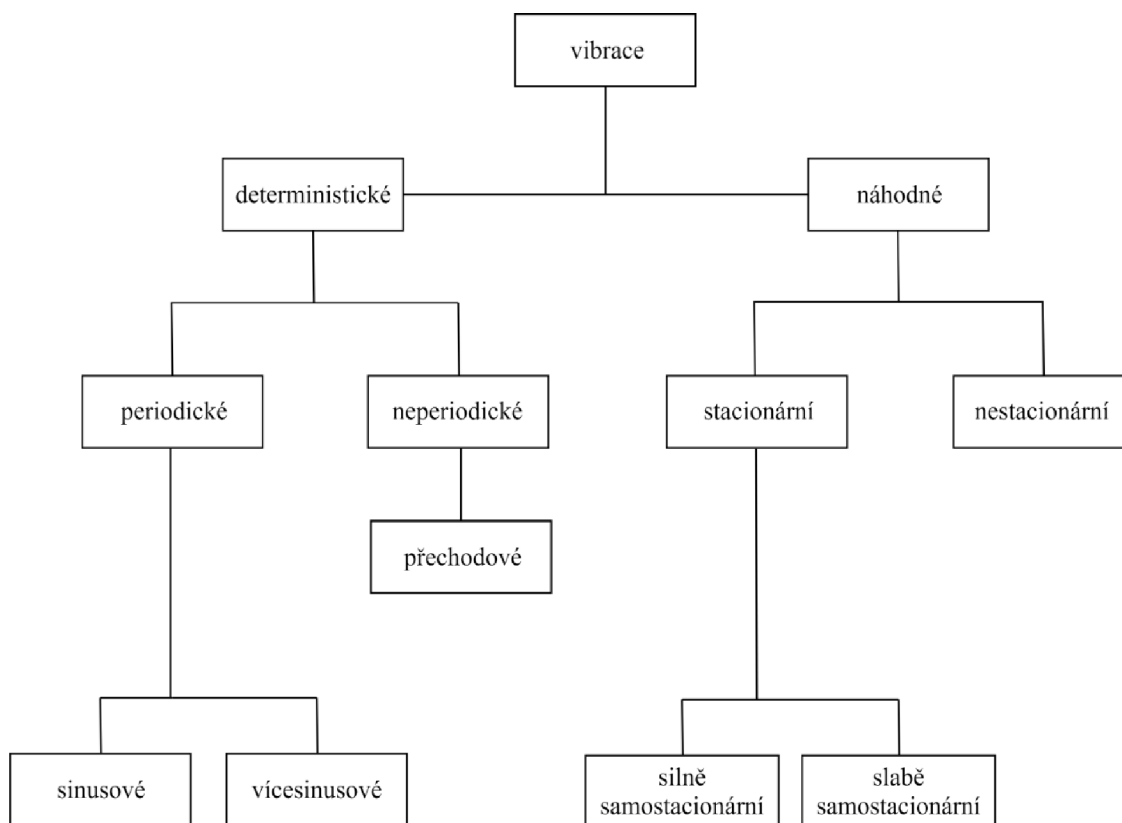 vibrace
deterministické
náhodné
periodické
neperiodické
stacionární
nestacionární
přechodové
sinusové
vícesinusové
silně
samostacionární
slabě
samostacionární